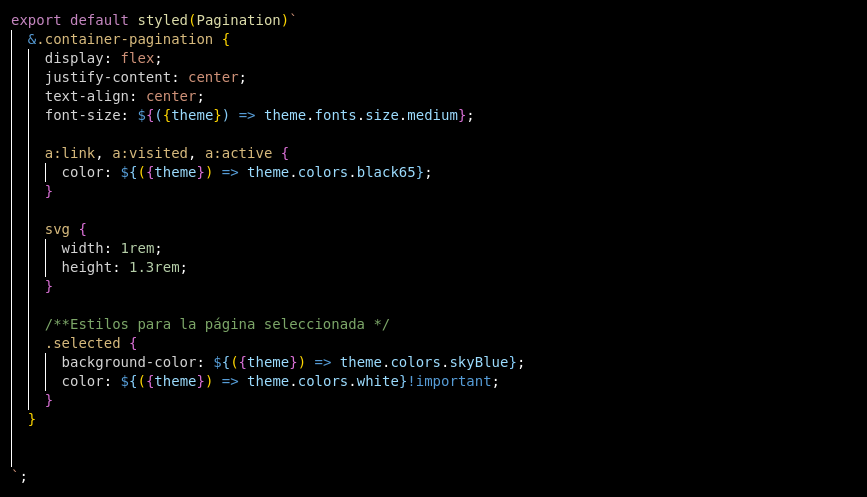 export default styled(Pagination)`
&.container-pagination {
display: flex;
justify-content: center;
text-align: center;
font-size: ${({theme}) => theme.fonts.size.medium};
a:link, a:visited, a:active {
color: ${({theme}) => theme.colors.black65};
}
svg {
width: 1rem;
height: 1.3rem;
}
/**Estilos para la página seleccionada */
.selected {
background-color: ${({theme}) => theme.colors.skyBlue};
color: ${({theme}) => theme.colors.white}!important;
}
}
`;